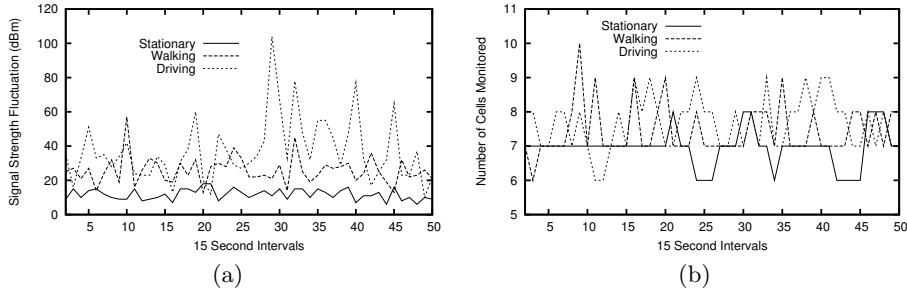 Signal Strength Fluctuation (dBm)
120
100
80
60
40
20
0
Stationary
Walking
Driving
5 10 15 20 25 30 35 40 45 50
15 Second Intervals
(a)
Number of Cells Monitored
11
10
9
8
7
6
5
Stationary
Walking
Driving
5 10 15 20 25 30 35 40 45 50
15 Second Intervals
(b)